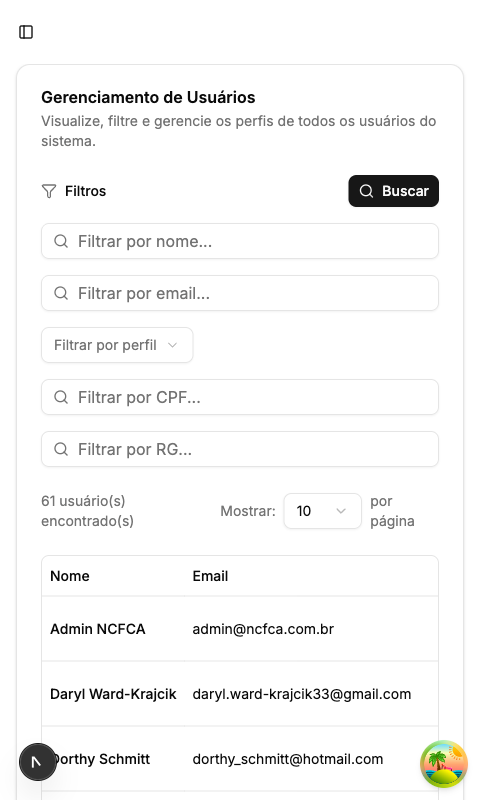 Gerenciamento de Usuários
Visualize, filtre e gerencie os perfis de todos os usuários do
sistema.
Filtros
Buscar
Filtrar por nome...
Filtrar por email...
Filtrar por perfil
Filtrar por CPF...
Filtrar por RG...
61 usuário(s)
encontrado(s)
Mostrar:
10
por
página
Nome Email
Admin NCFCA admin@ncfca.com.br
Daryl Ward-Krajcik daryl.ward-krajcik33@gmail.com
Dorthy Schmitt dorthy_schmitt@hotmail.com